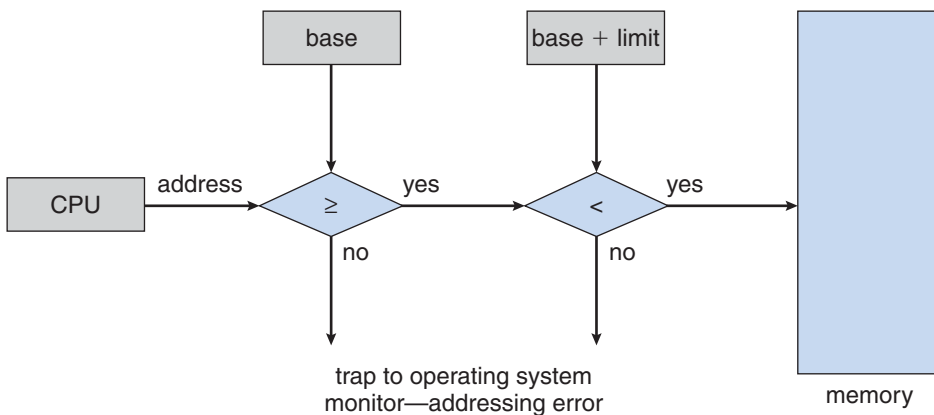 base
base + limit
CPU
address
≥
yes
<
yes
no
no
trap to operating system
monitor—addressing error
memory